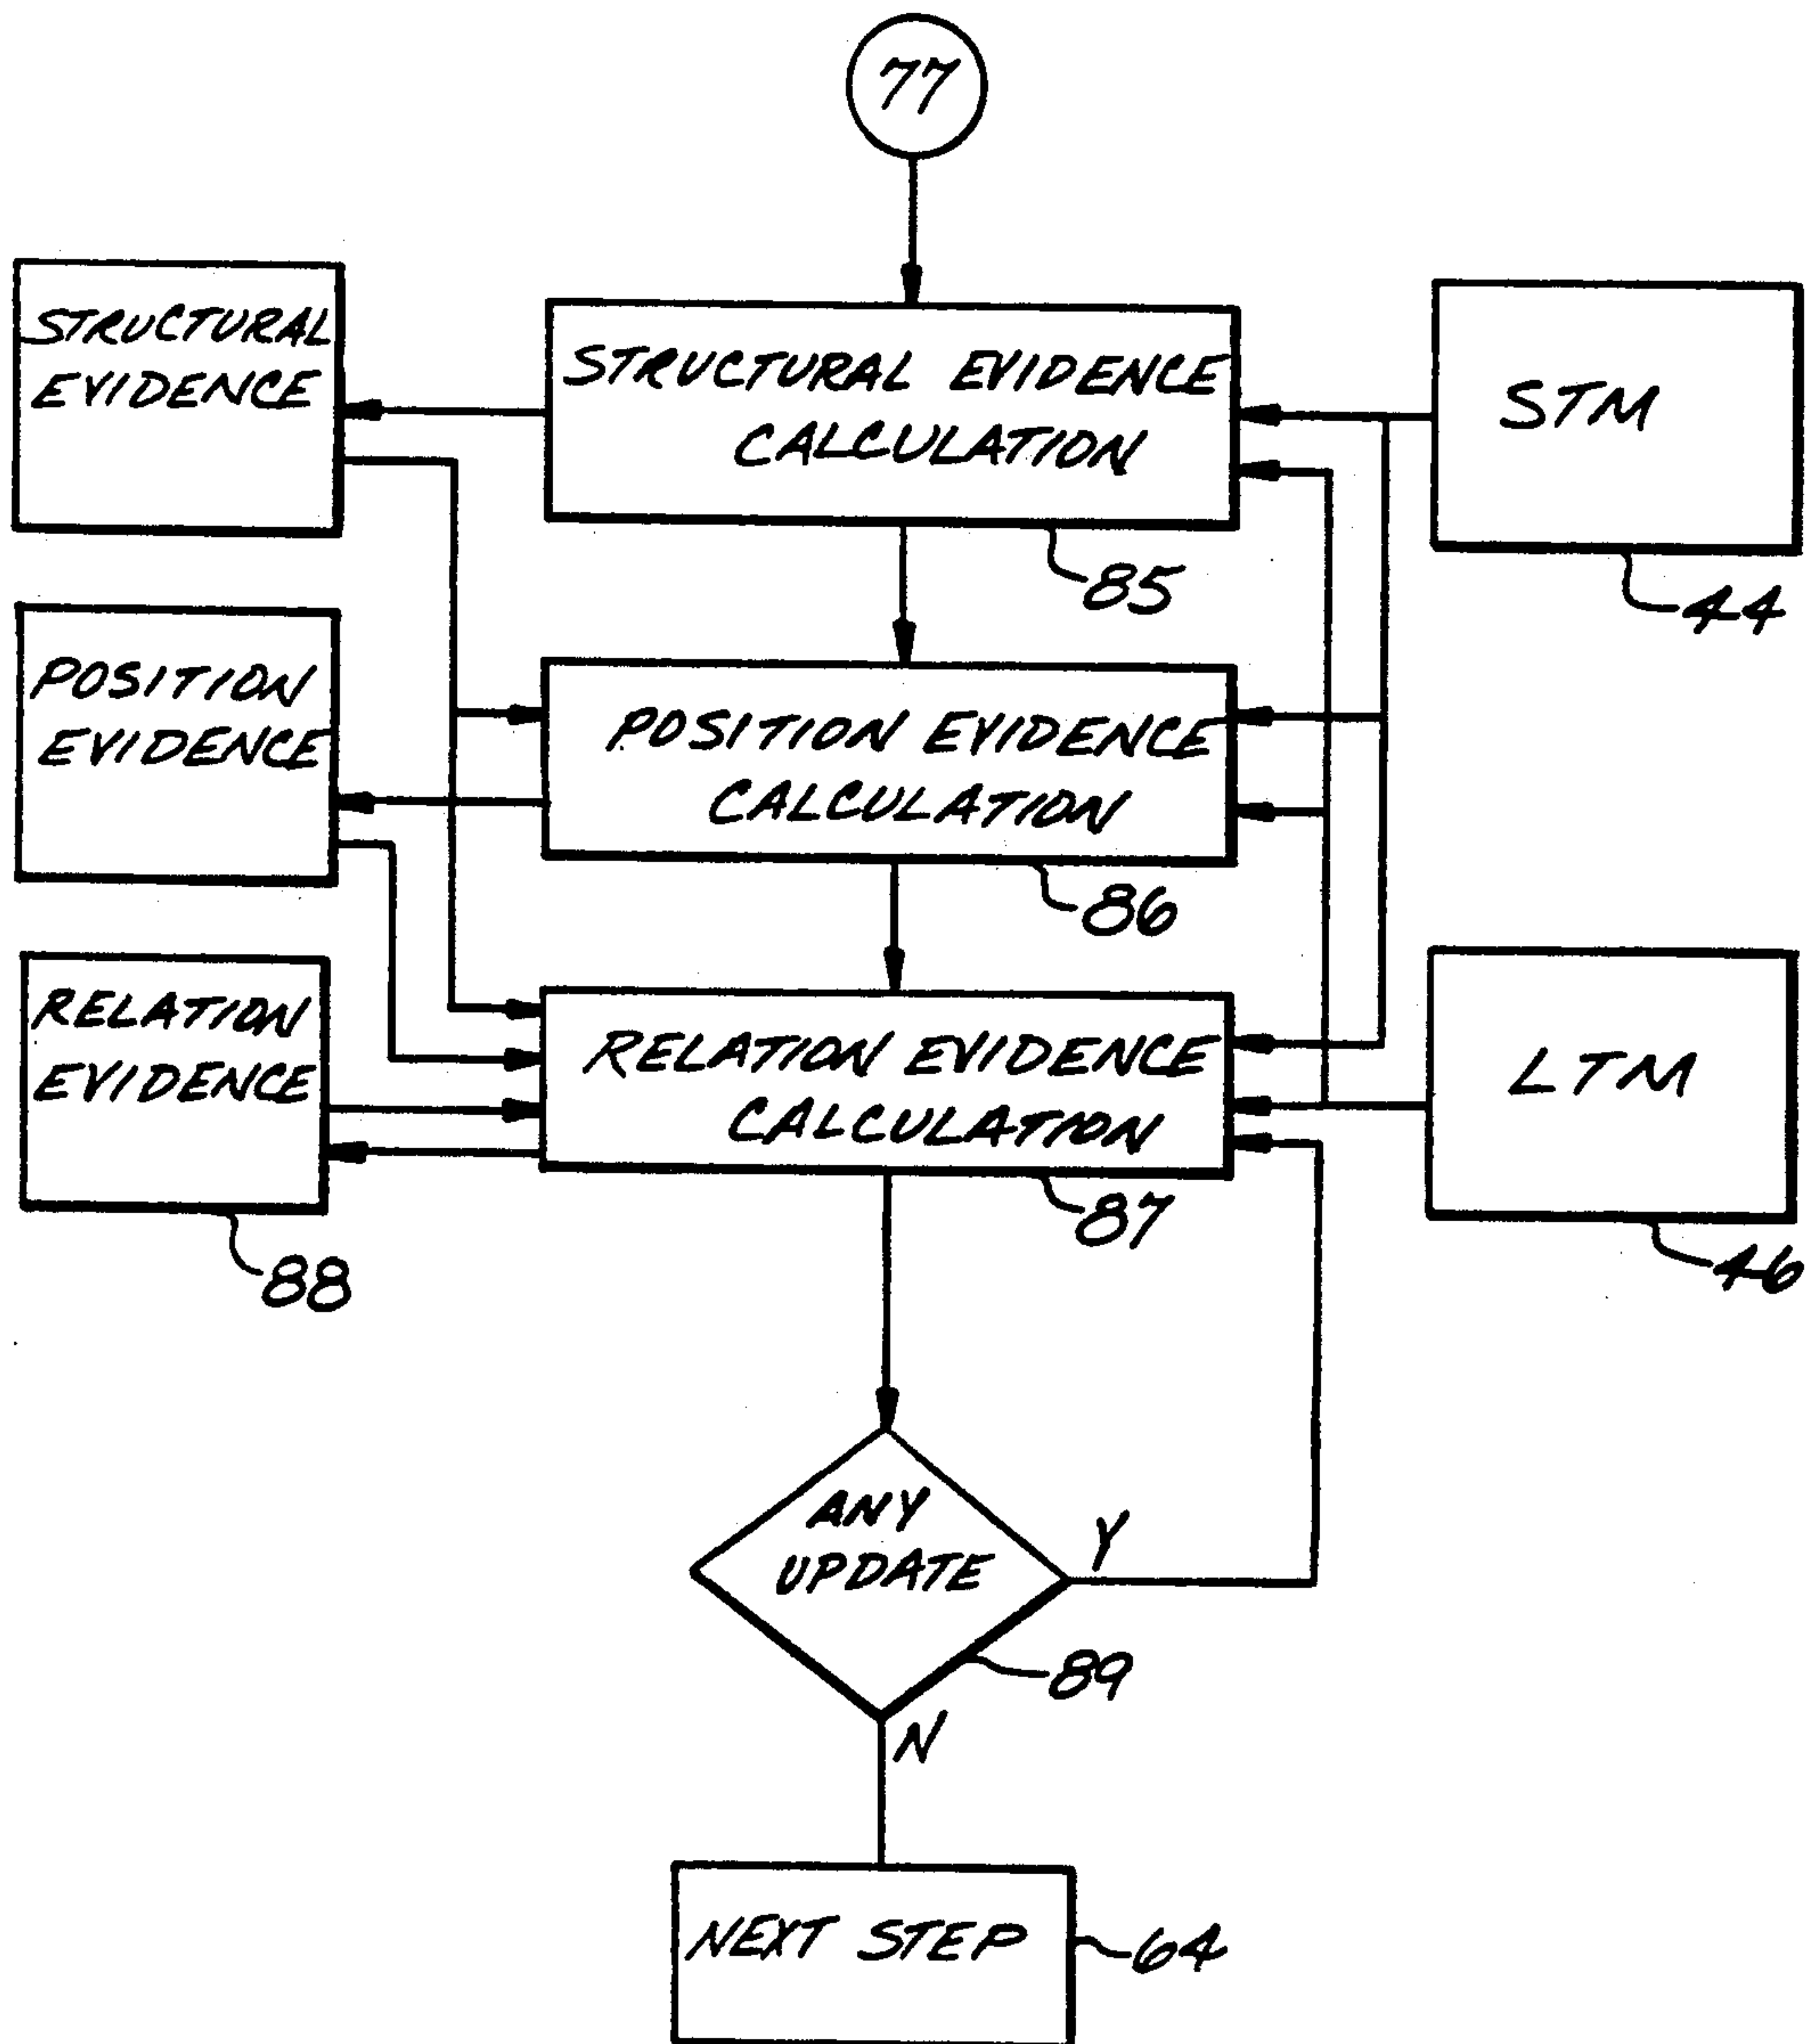 77
STRUCTURAL
EVIDENCE
STRUCTURAL EVIDENCE
CALCULATION
STM
85
44
POSITION
EVIDENCE
POSITION EVIDENCE
CALCULATION
86
RELATION
EVIDENCE
RELATION EVIDENCE
CALCULATION
LTM
87
88
46
ANY
UPDATE
Y
89
N
NEXT STEP
64